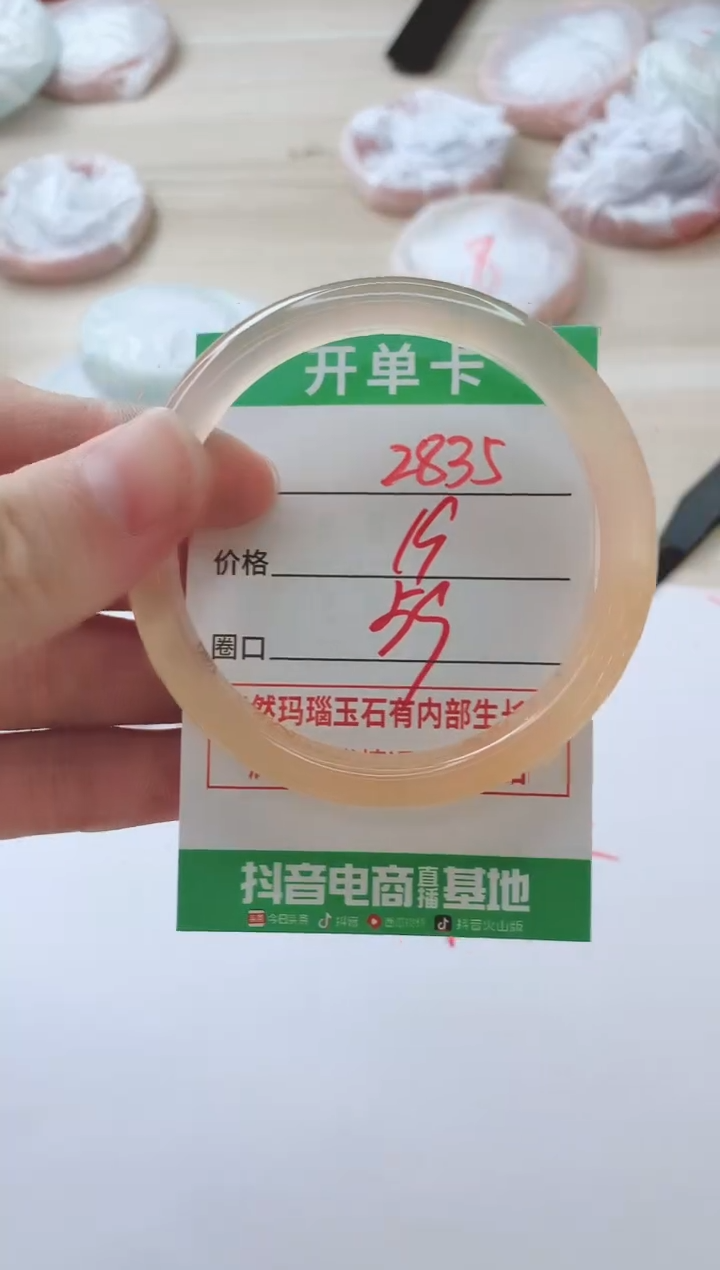 开单卡
2835
价格 19
圈口 59
然玛瑙玉石有内部生长
抖音电商直播基地
今日头条 抖音 西瓜视频 抖音火山版